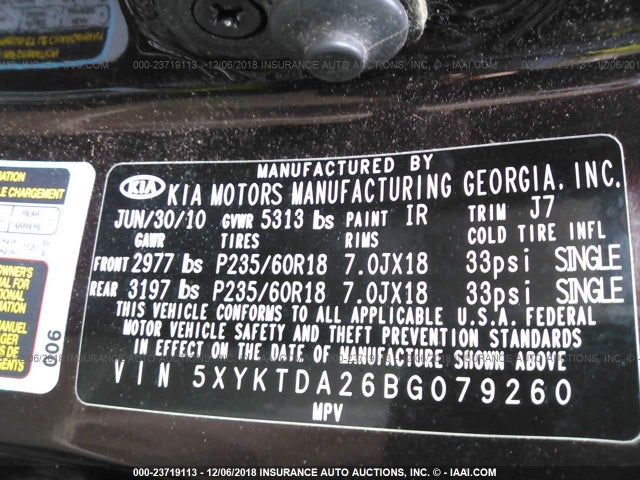 000-23719113 - 12/06/2018 - INSURANCE AUTO AUCTIONS, INC. © - IAAI.COM
MANUFACTURED BY
KIA KIA MOTORS MANUFACTURING GEORGIA, INC.
JUN/30/10 GVWR 5313 lbs PAINT IR TRIM J7
GAWR TIRES RIMS COLD TIRE INFL
FRONT 2977 lbs P235/60R18 7.0JX18 33psi SINGLE
REAR 3197 lbs P235/60R18 7.0JX18 33psi SINGLE
THIS VEHICLE CONFORMS TO ALL APPLICABLE U.S.A. FEDERAL
MOTOR VEHICLE SAFETY AND THEFT PREVENTION STANDARDS
IN EFFECT ON THE DATE OF MANUFACTURE SHOWN ABOVE.
VIN 5XYKTDA26BG079260
MPV
REAR
ARRIERE
MANUEL
006
000-23719113 - 12/06/2018 INSURANCE AUTO AUCTIONS, INC. © - IAAI.COM